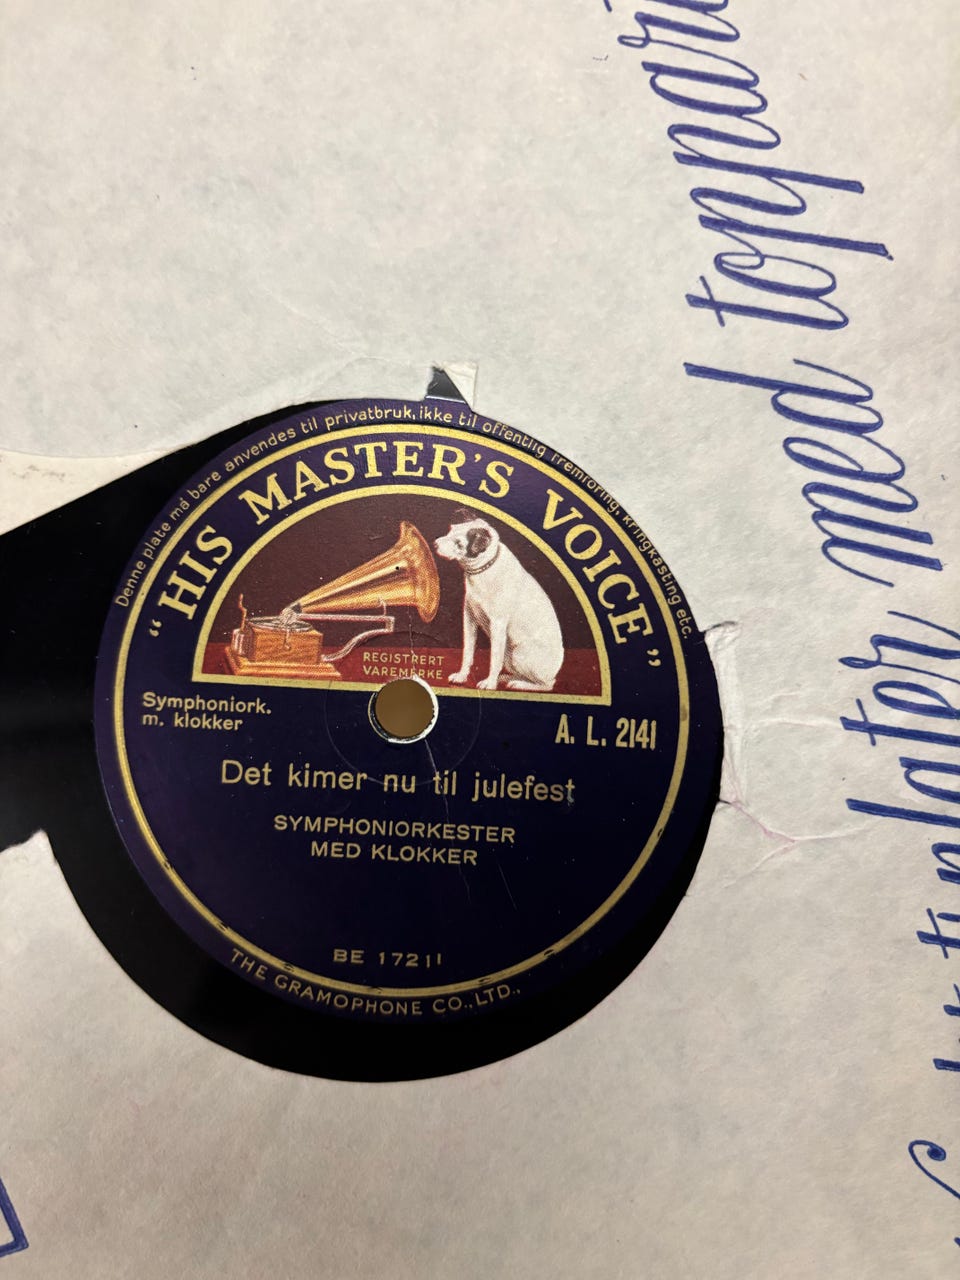 Denne plate må bare anvendes til privatbruk, ikke til offentlig fremføring, kringkasting etc.
"HIS MASTER'S VOICE"
REGISTRERT
VAREMERKE
Symphoniork.
m. klokker
A. L. 2141
Det kimer nu til julefest
SYMPHONIORKESTER
MED KLOKKER
BE 17211
THE GRAMOPHONE CO., LTD.,
med